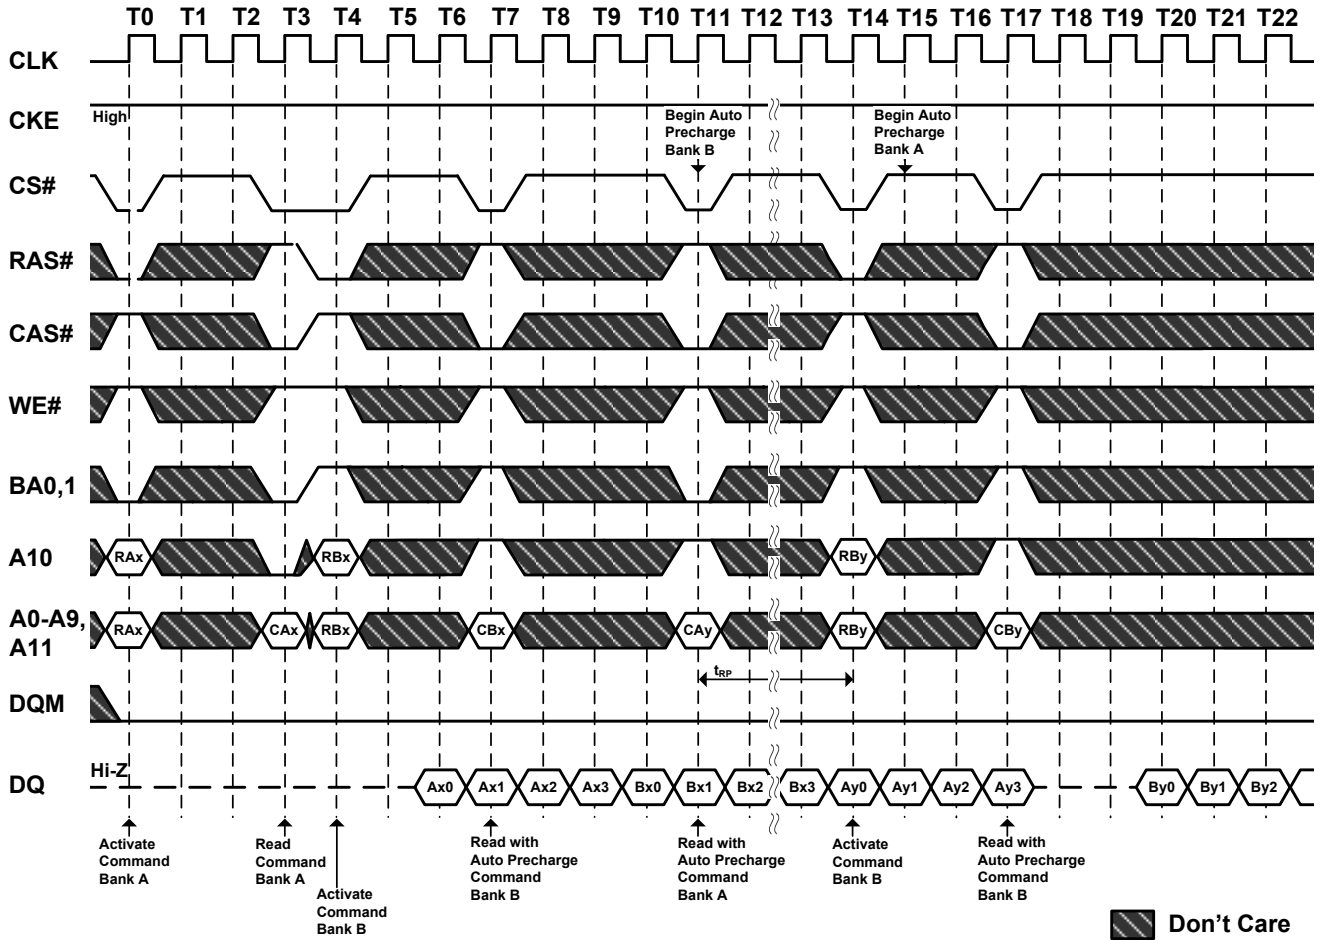 T0 T1 T2 T3 T4 T5 T6 T7 T8 T9 T10 T11 T12 T13 T14 T15 T16 T17 T18 T19 T20 T21 T22
CLK
CKE
High
Begin Auto
Precharge
Bank B
Begin Auto
Precharge
Bank A
CS#
RAS#
CAS#
WE#
BA0,1
A10
RAx RBx RBy
A0-A9,
A11
RAx CAx RBx CBx CAy RBy CBy
tRP
DQM
DQ
Hi-Z
Ax0 Ax1 Ax2 Ax3 Bx0 Bx1 Bx2 Bx3 Ay0 Ay1 Ay2 Ay3 By0 By1 By2
Activate
Command
Bank A
Read
Command
Bank A
Activate
Command
Bank B
Read with
Auto Precharge
Command
Bank B
Read with
Auto Precharge
Command
Bank A
Activate
Command
Bank B
Read with
Auto Precharge
Command
Bank B
Don't Care